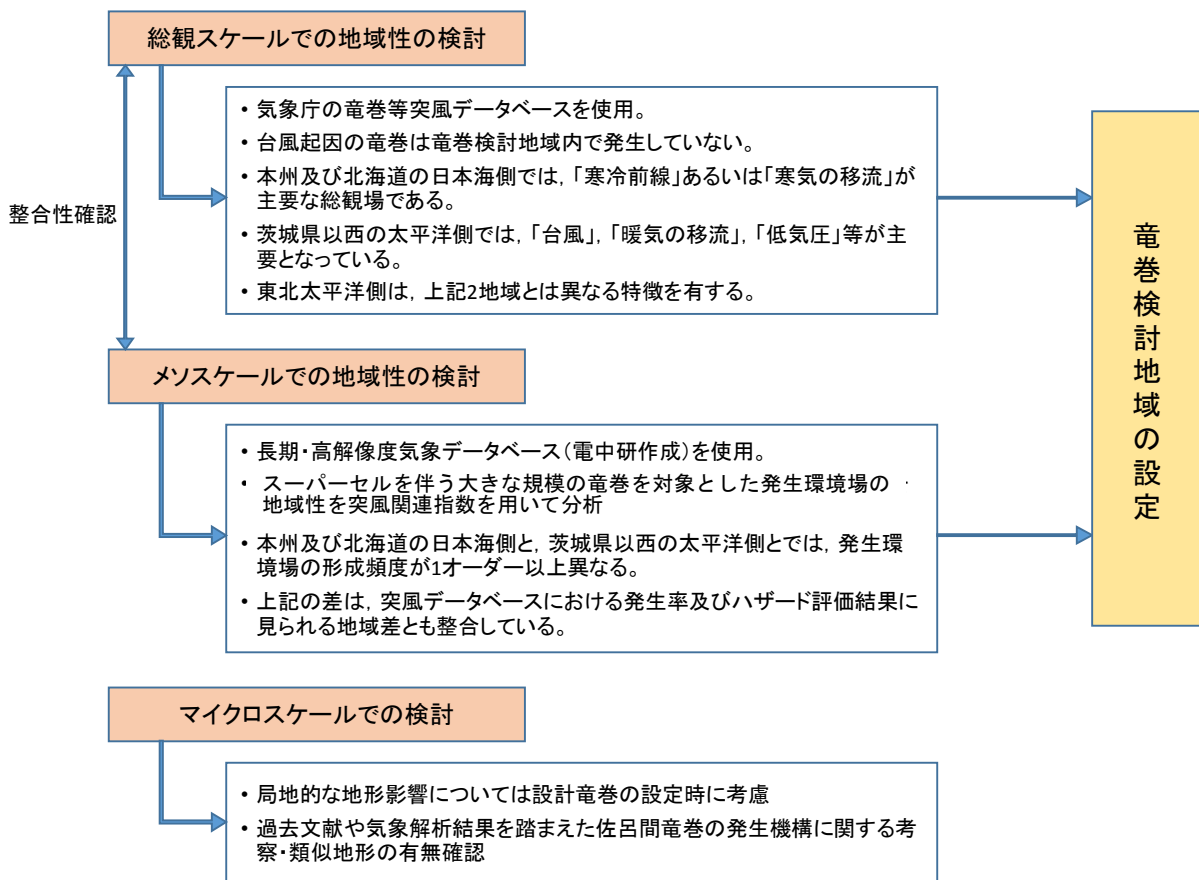 総観スケールでの地域性の検討
・気象庁の竜巻等突風データベースを使用。
・台風起因の竜巻は竜巻検討地域内で発生していない。
・本州及び北海道の日本海側では,「寒冷前線」あるいは「寒気の移流」が
主要な総観場である。
・茨城県以西の太平洋側では,「台風」,「暖気の移流」,「低気圧」等が主
要となっている。
・東北太平洋側は, 上記2地域とは異なる特徴を有する。
整合性確認
メソスケールでの地域性の検討
・長期・高解像度気象データベース(電中研作成)を使用。
・スーパーセルを伴う大きな規模の竜巻を対象とした発生環境場の
地域性を突風関連指数を用いて分析
・本州及び北海道の日本海側と, 茨城県以西の太平洋側とでは, 発生環
境場の形成頻度が1オーダー以上異なる。
・上記の差は, 突風データベースにおける発生率及びハザード評価結果に
見られる地域差とも整合している。
竜巻検討地域の設定
マイクロスケールでの検討
・局地的な地形影響については設計竜巻の設定時に考慮
・過去文献や気象解析結果を踏まえた佐呂間竜巻の発生機構に関する考
察・類似地形の有無確認